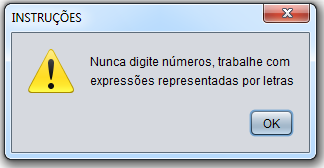 INSTRUÇÕES
Nunca digite números, trabalhe com
expressões representadas por letras
OK